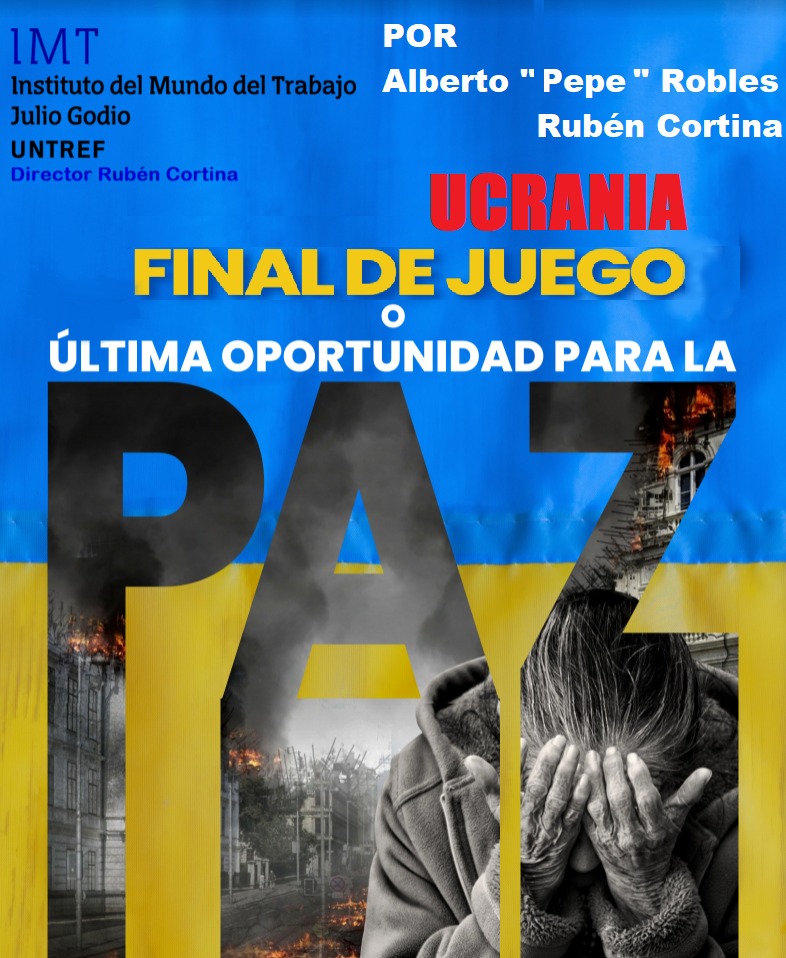 IMT
Instituto del Mundo del Trabajo
Julio Godio
UNTREF
Director Rubén Cortina
POR
Alberto "Pepe" Robles
Rubén Cortina
UCRANIA
FINAL DE JUEGO
O
ÚLTIMA OPORTUNIDAD PARA LA
PAZ